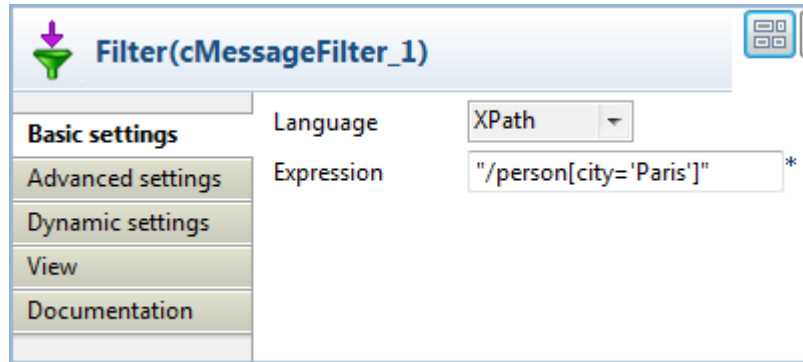 Filter(cMessageFilter_1)
Basic settings
Advanced settings
Dynamic settings
View
Documentation
Language XPath
Expression "/person[city='Paris']" *